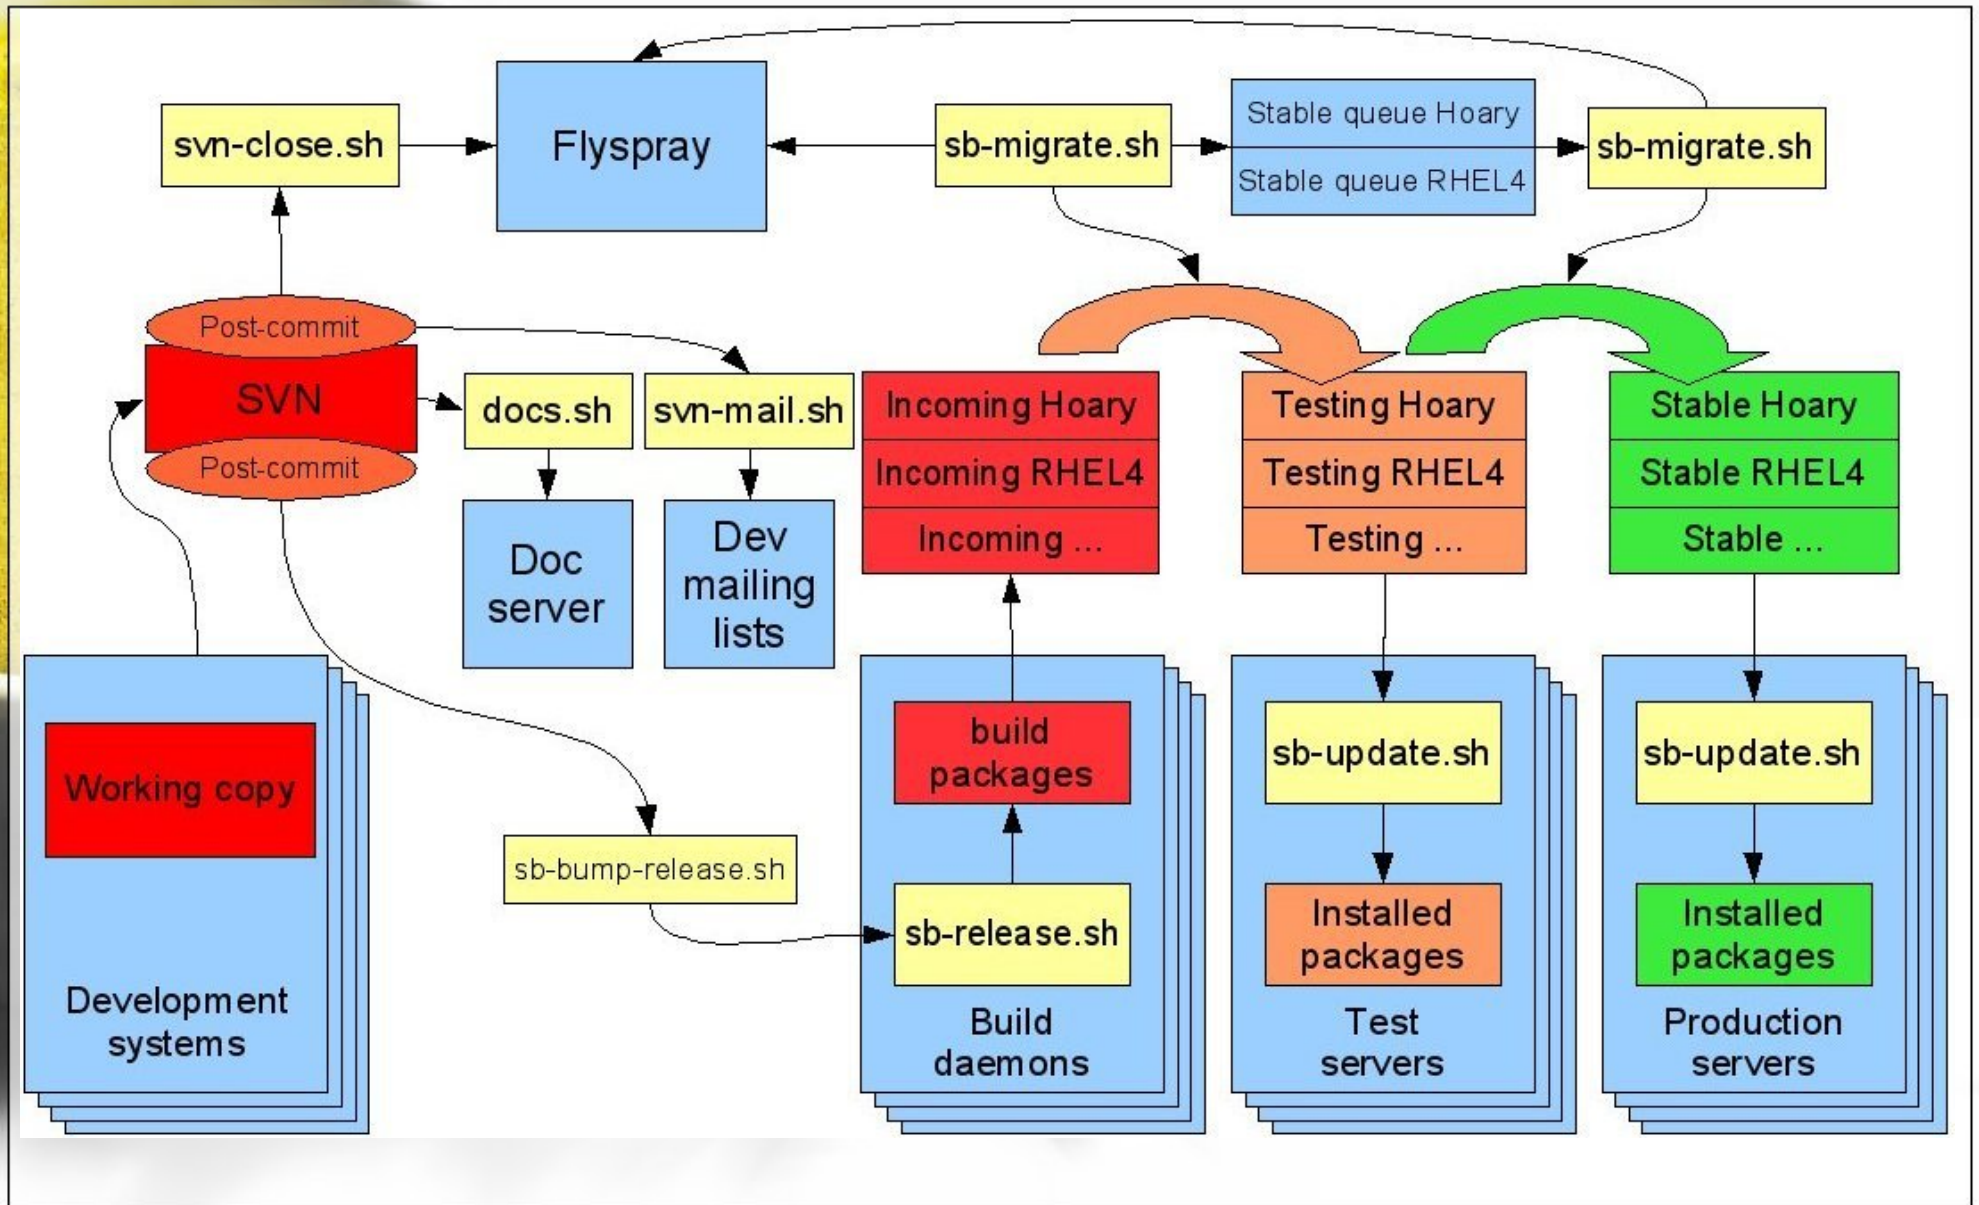 svn-close.sh
Flyspray
sb-migrate.sh
Stable queue Hoary
Stable queue RHEL4
sb-migrate.sh
Post-commit
SVN
Post-commit
docs.sh
svn-mail.sh
Doc
server
Dev
mailing
lists
Incoming Hoary
Incoming RHEL4
Incoming ...
Testing Hoary
Testing RHEL4
Testing ...
Stable Hoary
Stable RHEL4
Stable ...
Working copy
Development
systems
sb-bump-release.sh
build
packages
sb-release.sh
Build
daemons
sb-update.sh
Installed
packages
Test
servers
sb-update.sh
Installed
packages
Production
servers